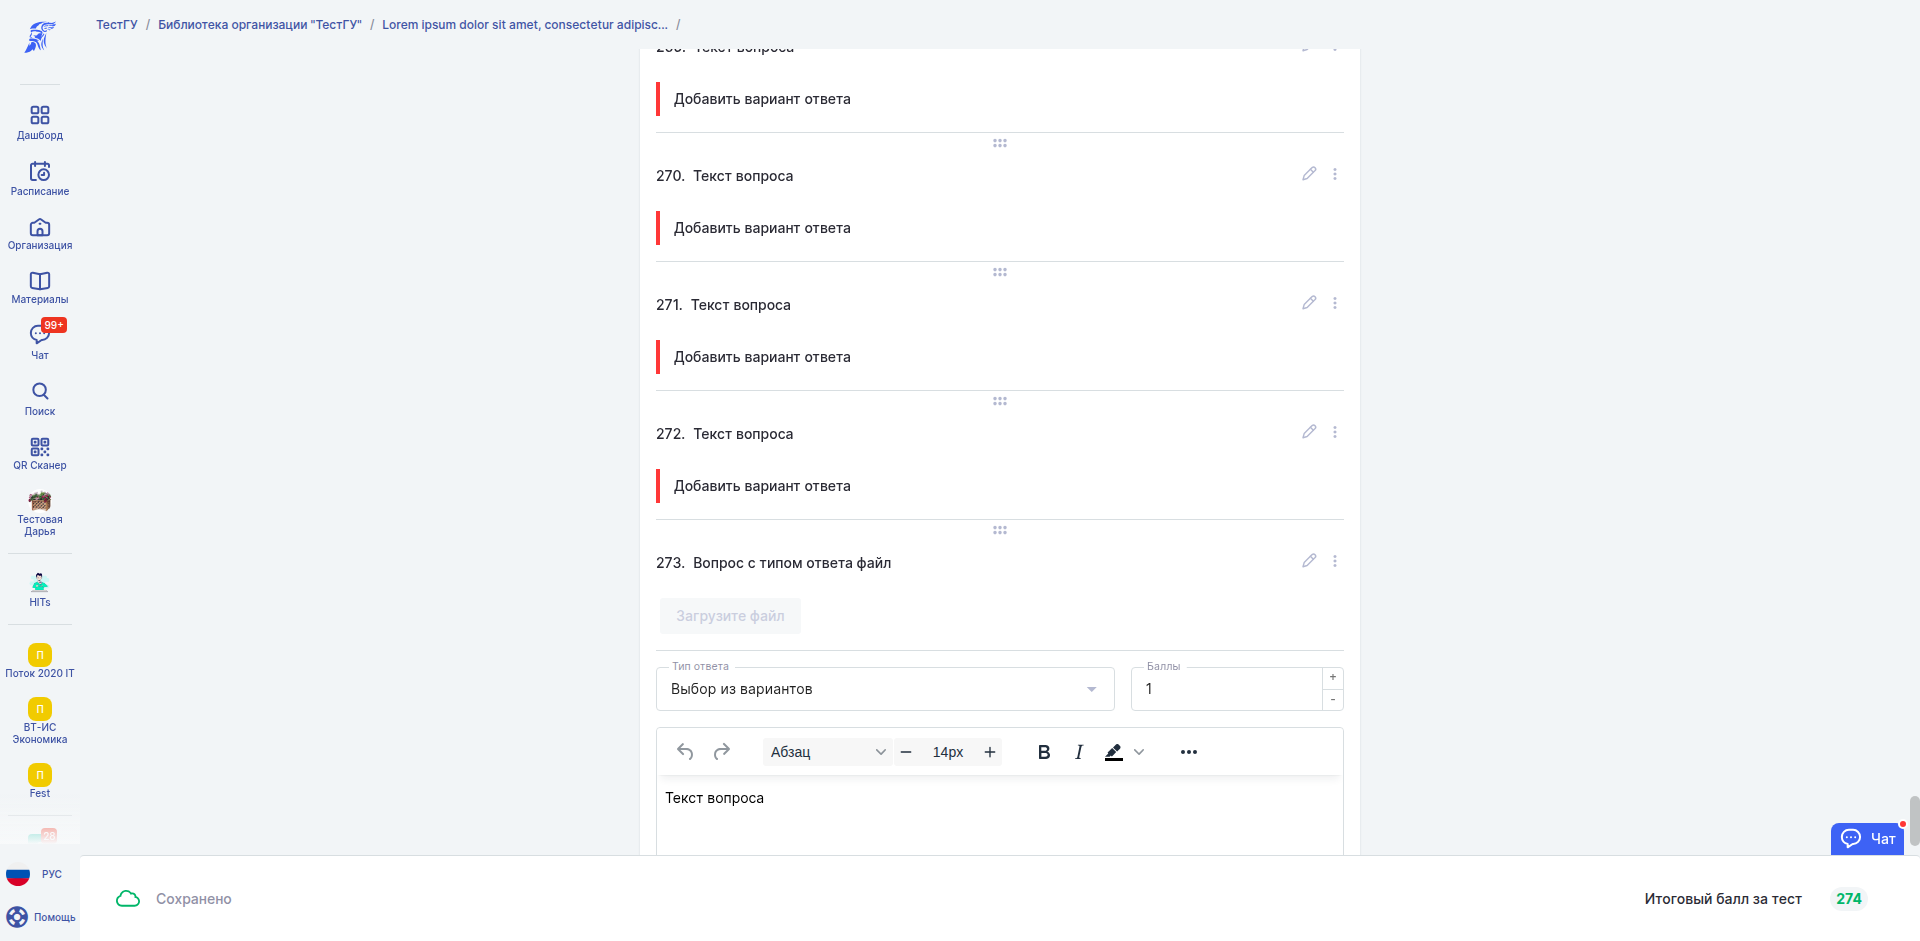 ТестГУ / Библиотека организации "ТестГУ" / Lorem ipsum dolor sit amet, consectetur adipisc... /
Дашборд
Расписание
Организация
Материалы
99+
Чат
Поиск
QR Сканер
Тестовая
Дарья
HITs
П
Поток 2020 IT
П
ВТ-ИС
Экономика
П
Fest
28
РУС
Помощь
Текст вопроса
Добавить вариант ответа
270. Текст вопроса
Добавить вариант ответа
271. Текст вопроса
Добавить вариант ответа
272. Текст вопроса
Добавить вариант ответа
273. Вопрос с типом ответа файл
Загрузите файл
Тип ответа
Выбор из вариантов
Баллы
1
+
-
Абзац
14px
B I
Текст вопроса
Чат
Сохранено
Итоговый балл за тест 274